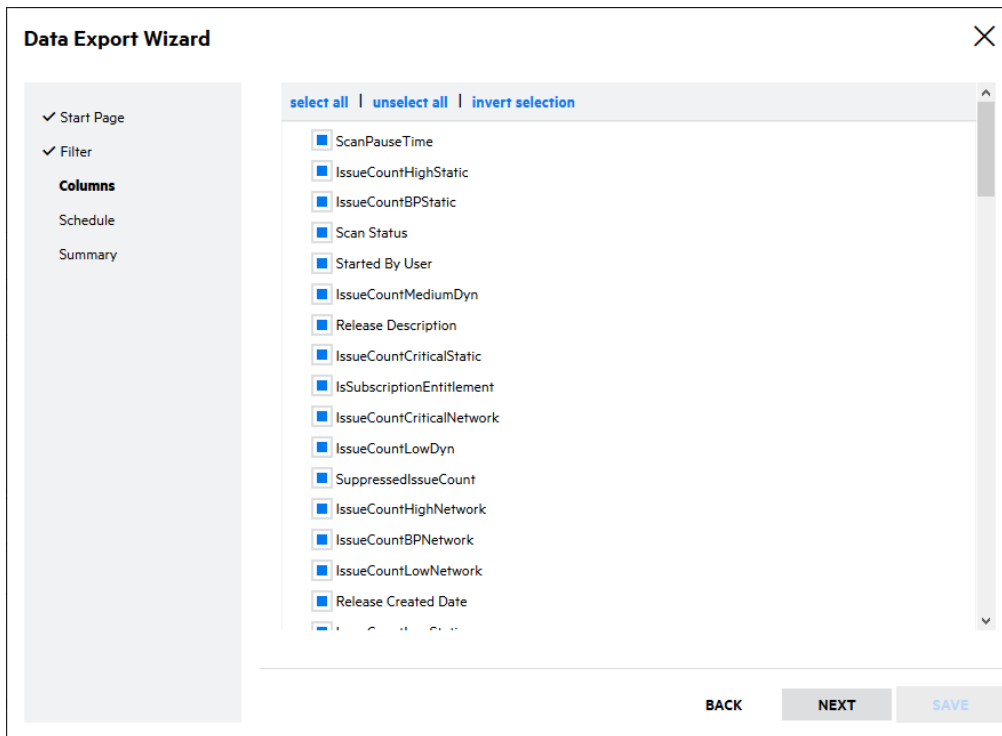 Data Export Wizard
Start Page
Filter
Columns
Schedule
Summary
select all | unselect all | invert selection
ScanPauseTime
IssueCountHighStatic
IssueCountBPStatic
Scan Status
Started By User
IssueCountMediumDyn
Release Description
IssueCountCriticalStatic
IsSubscriptionEntitlement
IssueCountCriticalNetwork
IssueCountLowDyn
SuppressedIssueCount
IssueCountHighNetwork
IssueCountBPNetwork
IssueCountLowNetwork
Release Created Date
BACK NEXT SAVE